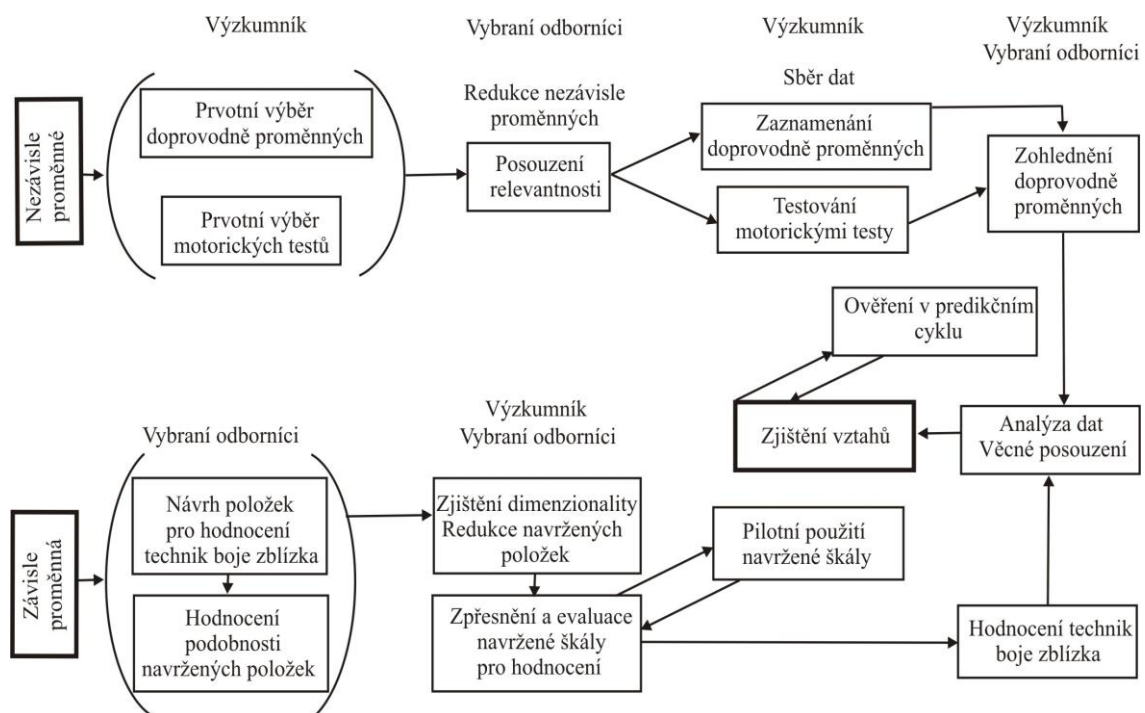 Výzkumník
Vybraní odborníci
Výzkumník
Výzkumník
Vybraní odborníci
Nezávisle
proměnné
Prvotní výběr
doprovodně proměnných
Prvotní výběr
motorických testů
Redukce nezávisle
proměnných
Posouzení
relevantnosti
Sběr dat
Zaznamenání
doprovodně proměnných
Testování
motorickými testy
Zohlednění
doprovodně
proměnných
Ověření v predikčním
cyklu
Zjištění vztahů
Analýza dat
Věcné posouzení
Vybraní odborníci
Výzkumník
Vybraní odborníci
Závisle
proměnná
Návrh položek
pro hodnocení
technik boje zblízka
Hodnocení
podobnosti
navržených položek
Zjištění dimenzionality
Redukce navržených
položek
Zpřesnění a evaluace
navržené škály
pro hodnocení
Pilotní použití
navržené škály
Hodnocení technik
boje zblízka